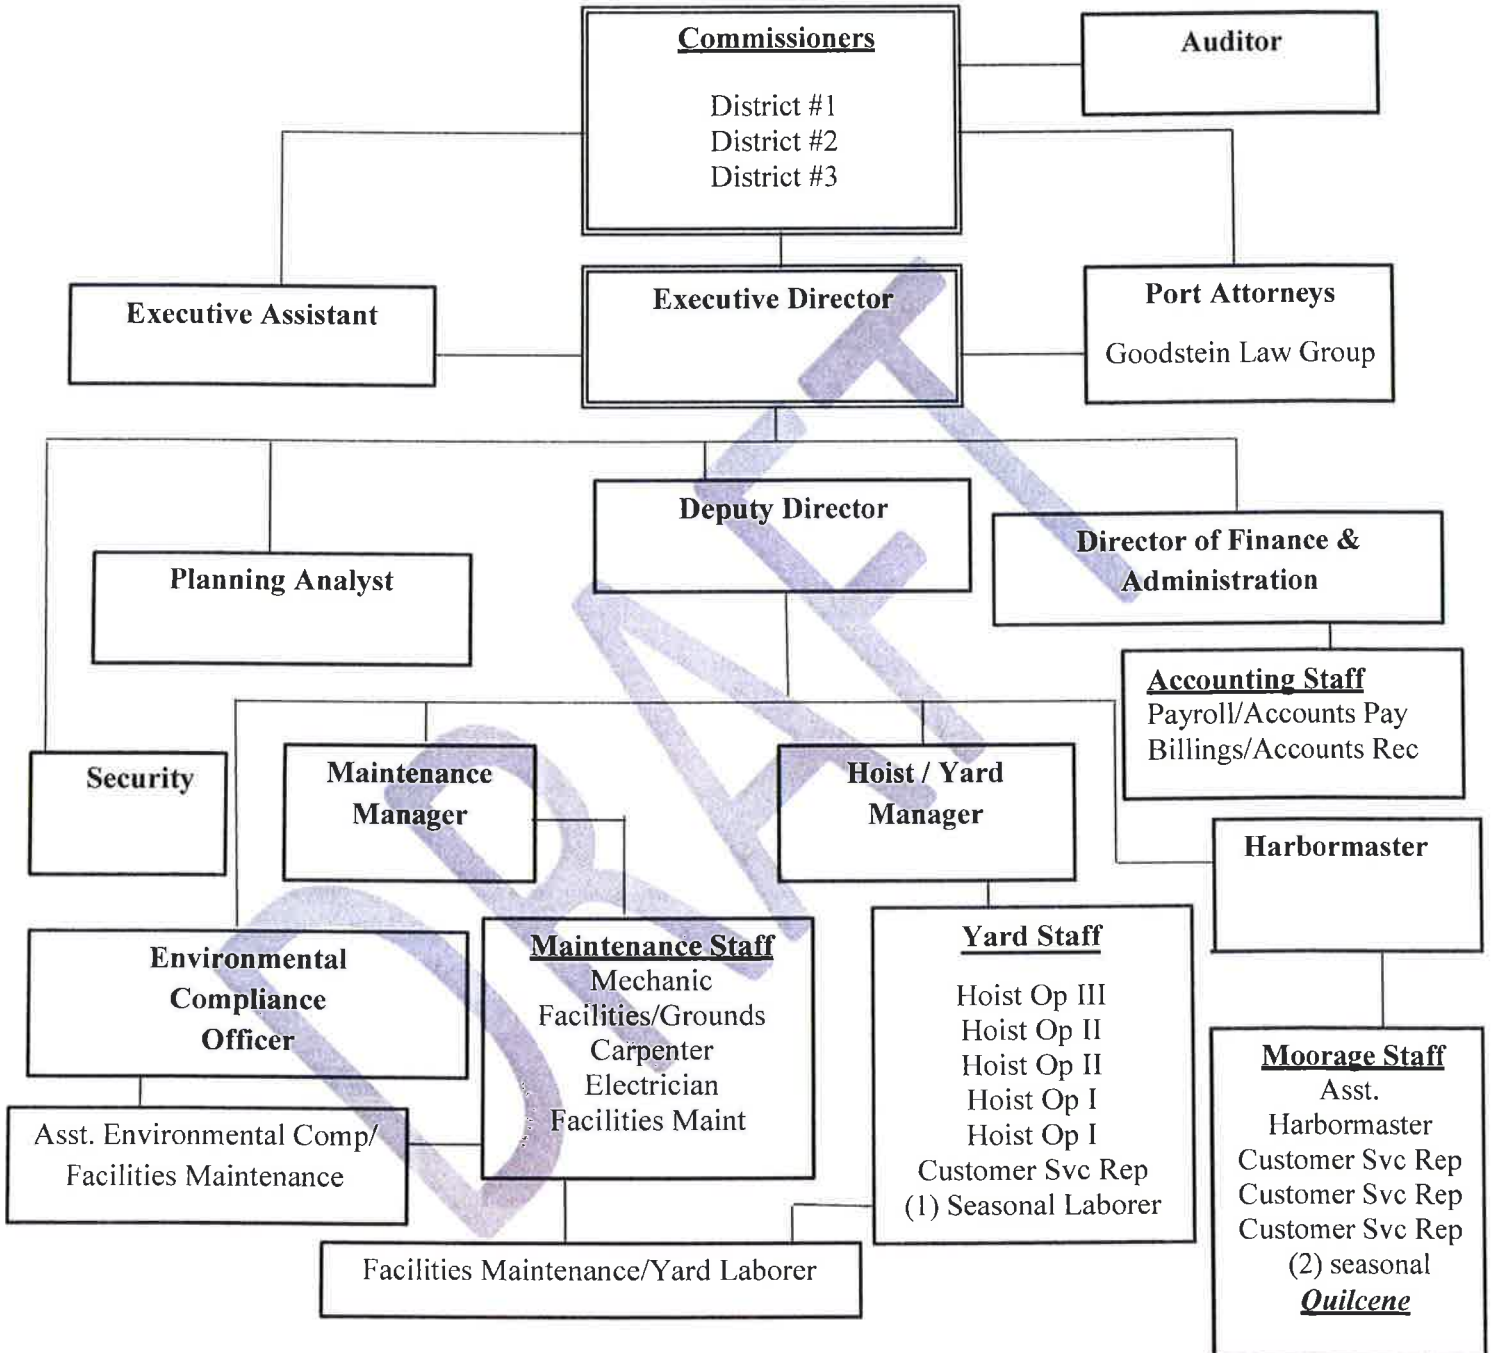 Commissioners
District #1
District #2
District #3
Auditor
Executive Assistant
Executive Director
Port Attorneys
Goodstein Law Group
Deputy Director
Director of Finance &
Administration
Planning Analyst
Accounting Staff
Payroll/Accounts Pay
Billings/Accounts Rec
Security
Maintenance
Manager
Hoist / Yard
Manager
Harbormaster
Environmental
Compliance
Officer
Maintenance Staff
Mechanic
Facilities/Grounds
Carpenter
Electrician
Facilities Maint
Yard Staff
Hoist Op III
Hoist Op II
Hoist Op II
Hoist Op I
Hoist Op I
Customer Svc Rep
(1) Seasonal Laborer
Moorage Staff
Asst.
Harbormaster
Customer Svc Rep
Customer Svc Rep
Customer Svc Rep
(2) seasonal
Quilcene
Asst. Environmental Comp/
Facilities Maintenance
Facilities Maintenance/Yard Laborer
DRAFT